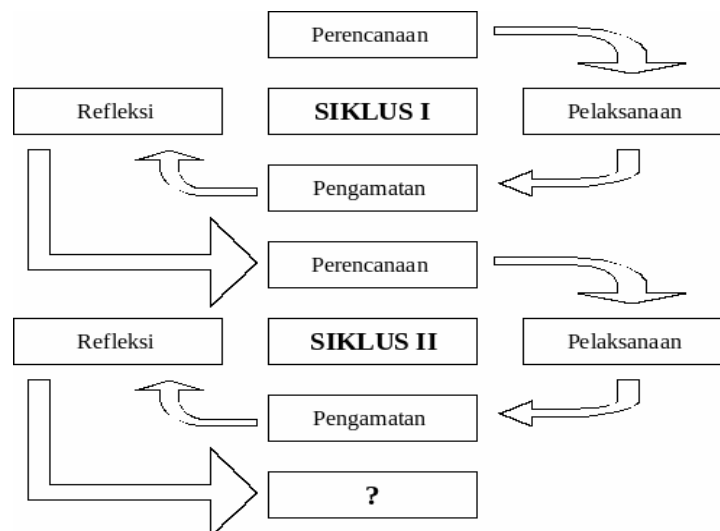 Perencanaan
Refleksi
SIKLUS I
Pelaksanaan
Pengamatan
Perencanaan
Refleksi
SIKLUS II
Pelaksanaan
Pengamatan
?